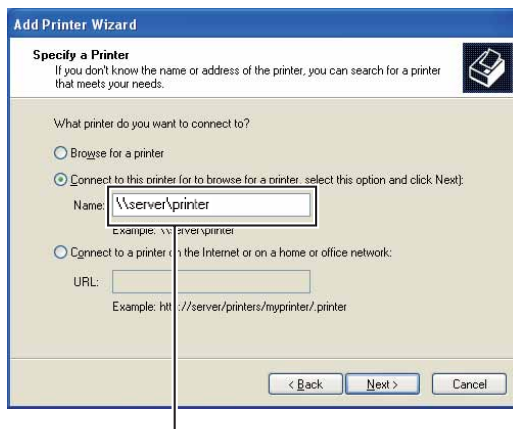 Add Printer Wizard
Specify a Printer
If you don't know the name or address of the printer, you can search for a printer
that meets your needs.
What printer do you want to connect to?
Browse for a printer
Connect to this printer (or to browse for a printer, select this option and click Next):
Name: \\server\printer
Example: \\server\printer
Connect to a printer on the Internet or on a home or office network:
URL:
Example: http://server/printers/myprinter/.printer
< Back Next > Cancel